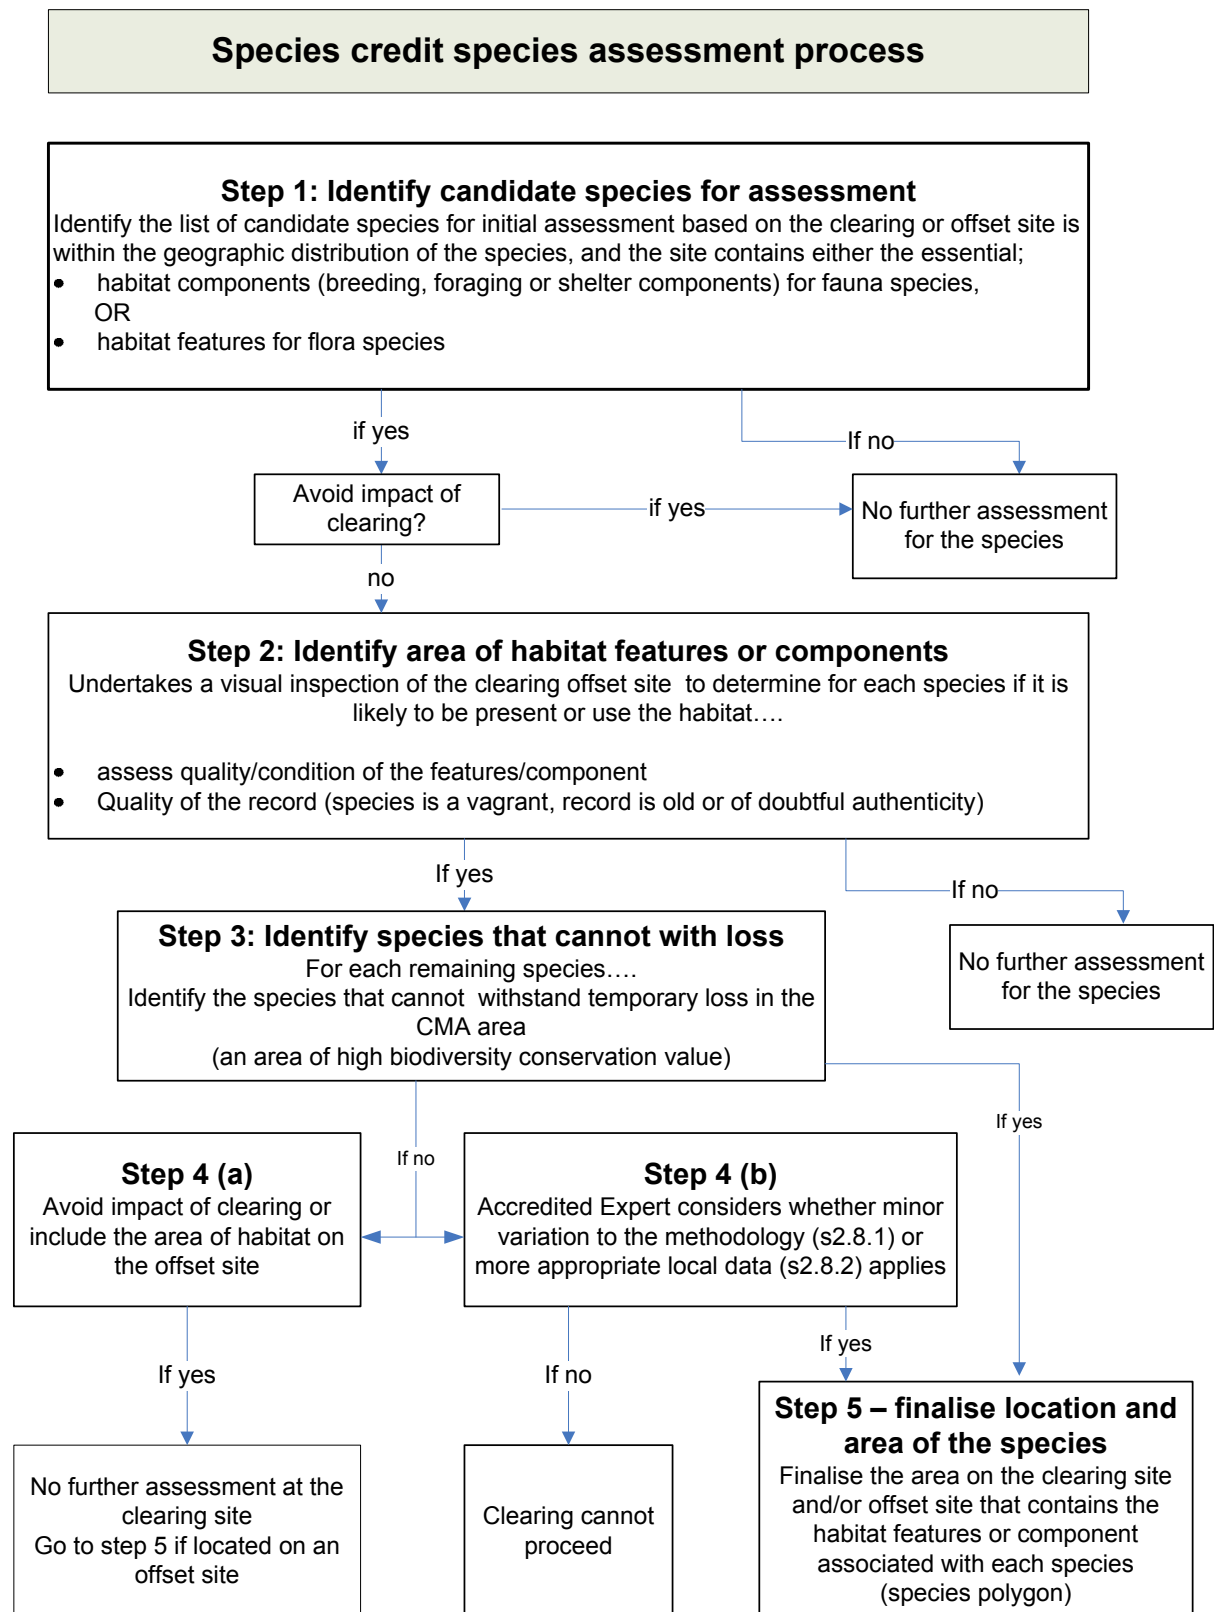 Species credit species assessment process
Step 1: Identify candidate species for assessment
Identify the list of candidate species for initial assessment based on the clearing or offset site is
within the geographic distribution of the species, and the site contains either the essential;
• habitat components (breeding, foraging or shelter components) for fauna species,
OR
• habitat features for flora species
if yes
If no
Avoid impact of
clearing?
if yes
No further assessment
for the species
no
Step 2: Identify area of habitat features or components
Undertakes a visual inspection of the clearing offset site to determine for each species if it is
likely to be present or use the habitat….
• assess quality/condition of the features/component
• Quality of the record (species is a vagrant, record is old or of doubtful authenticity)
If yes
If no
No further assessment
for the species
Step 3: Identify species that cannot with loss
For each remaining species….
Identify the species that cannot withstand temporary loss in the
CMA area
(an area of high biodiversity conservation value)
If no
If yes
Step 4 (a)
Avoid impact of clearing or
include the area of habitat on
the offset site
Step 4 (b)
Accredited Expert considers whether minor
variation to the methodology (s2.8.1) or
more appropriate local data (s2.8.2) applies
If yes
If no
If yes
No further assessment at the
clearing site
Go to step 5 if located on an
offset site
Clearing cannot
proceed
Step 5 – finalise location and
area of the species
Finalise the area on the clearing site
and/or offset site that contains the
habitat features or component
associated with each species
(species polygon)